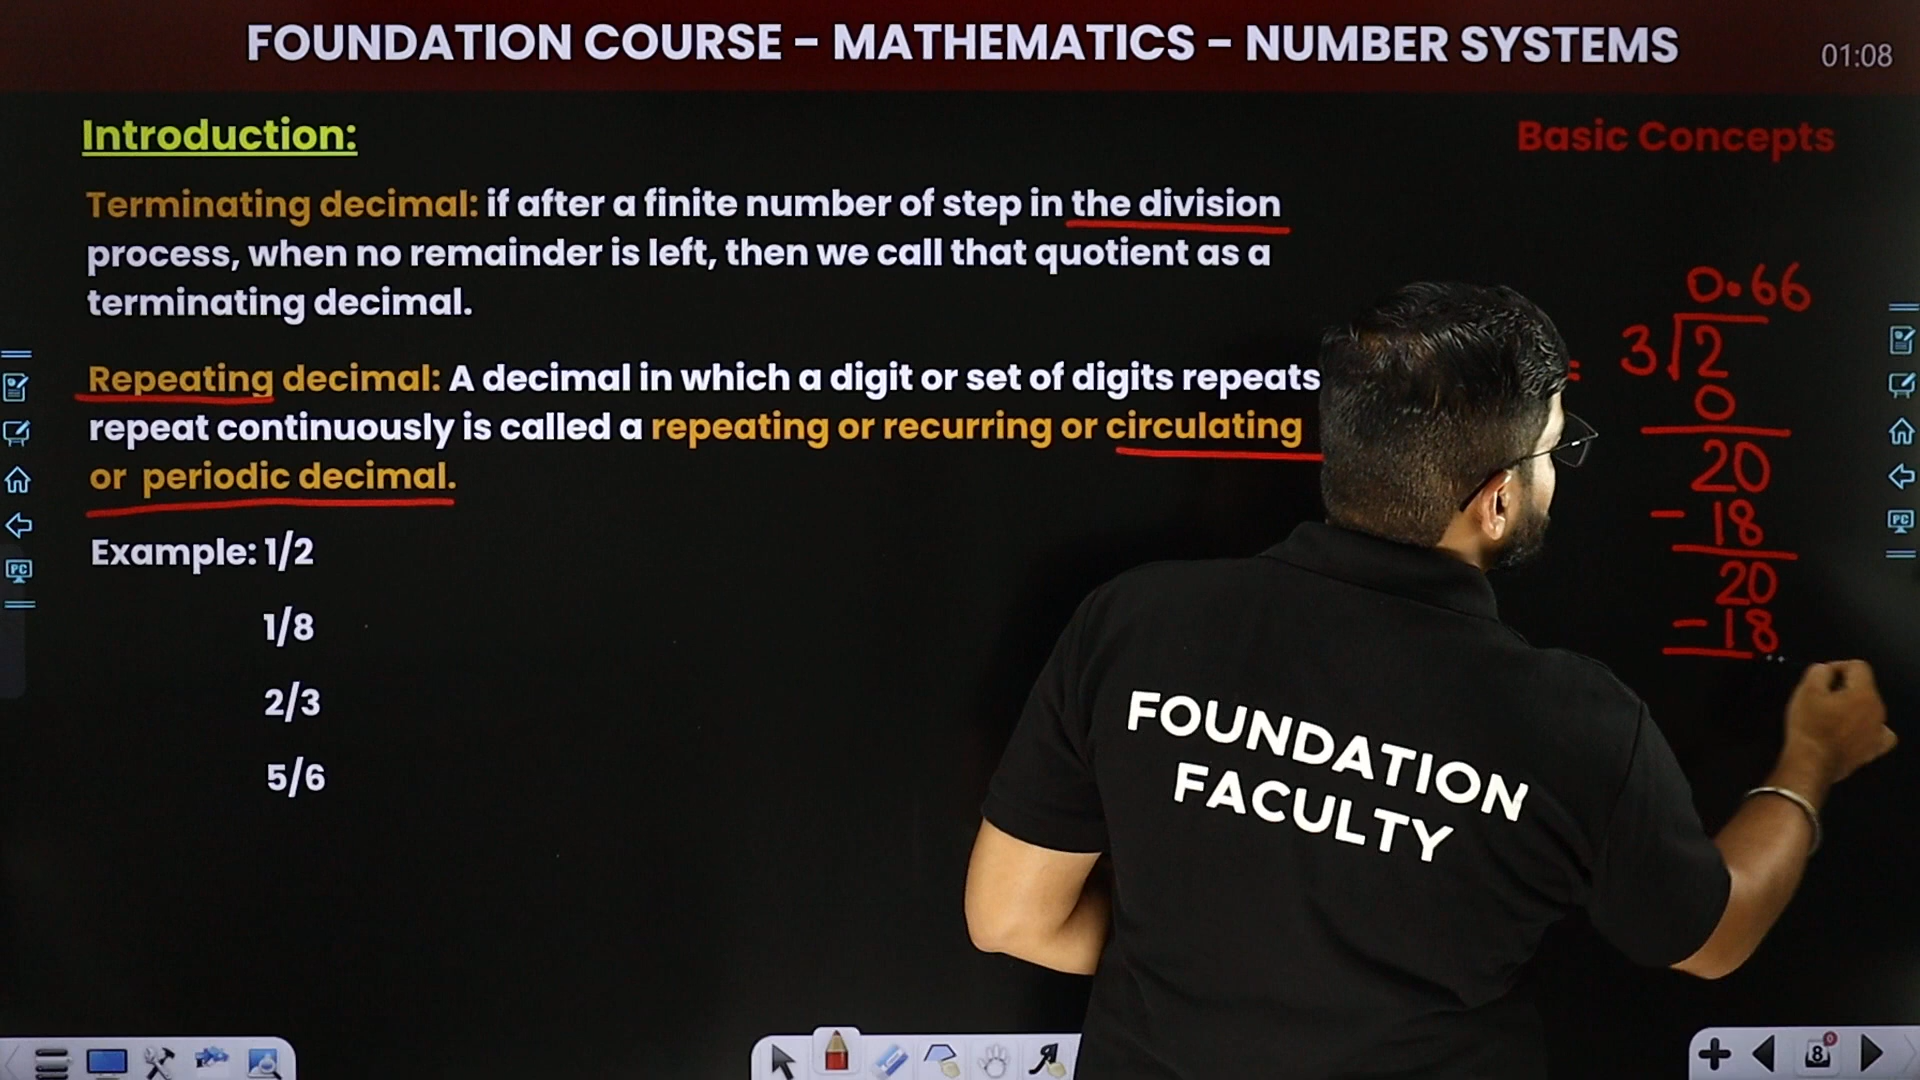 FOUNDATION COURSE - MATHEMATICS - NUMBER SYSTEMS
01:08
Introduction:
Basic Concepts
Terminating decimal: if after a finite number of step in the division
process, when no remainder is left, then we call that quotient as a
terminating decimal.
Repeating decimal: A decimal in which a digit or set of digits repeats
repeat continuously is called a repeating or recurring or circulating
or periodic decimal.
Example: 1/2
1/8
2/3
5/6
=
0.66
3 2
0
20
- 18
20
- 18
FOUNDATION
FACULTY
PC
PC
8
0